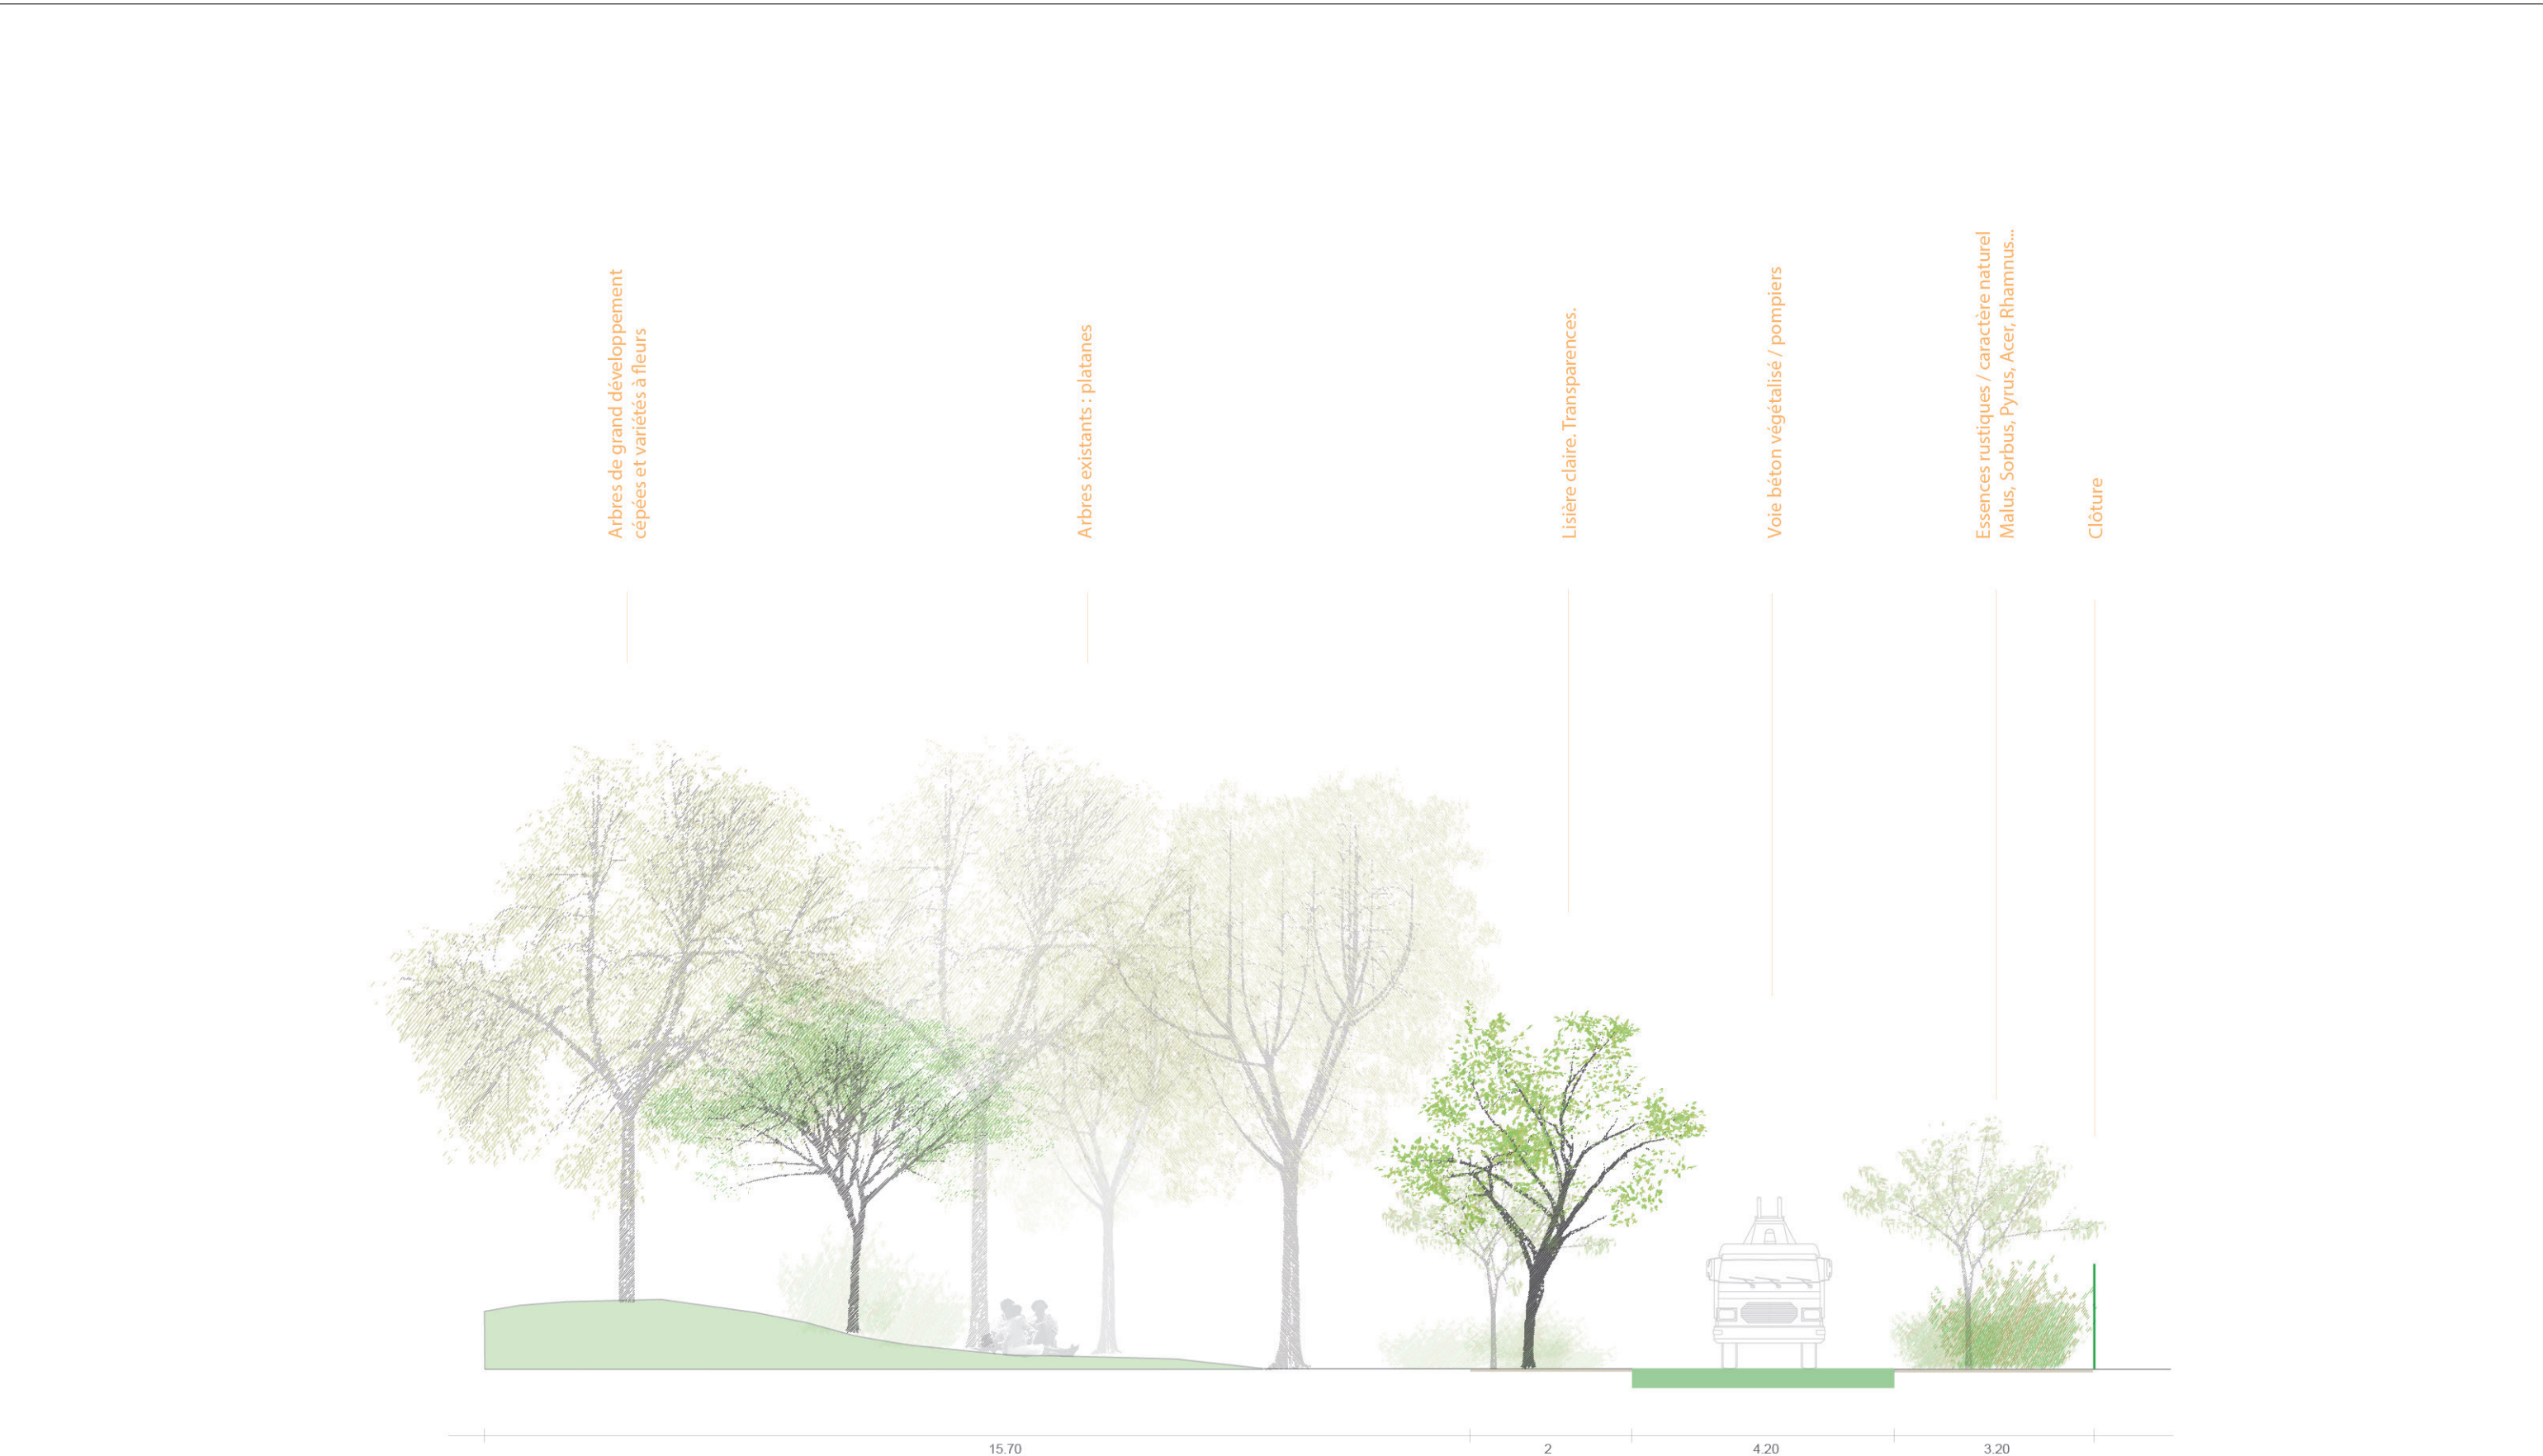 Arbres de grand développement
cépées et variétés à fleurs
Arbres existants : platanes
Lisière claire. Transparences.
Voie béton végétalisé / pompiers
Essences rustiques / caractère naturel
Malus, Sorbus, Pyrus, Acer, Rhamnnus...
Clôture
15.70
2
4.20
3.20